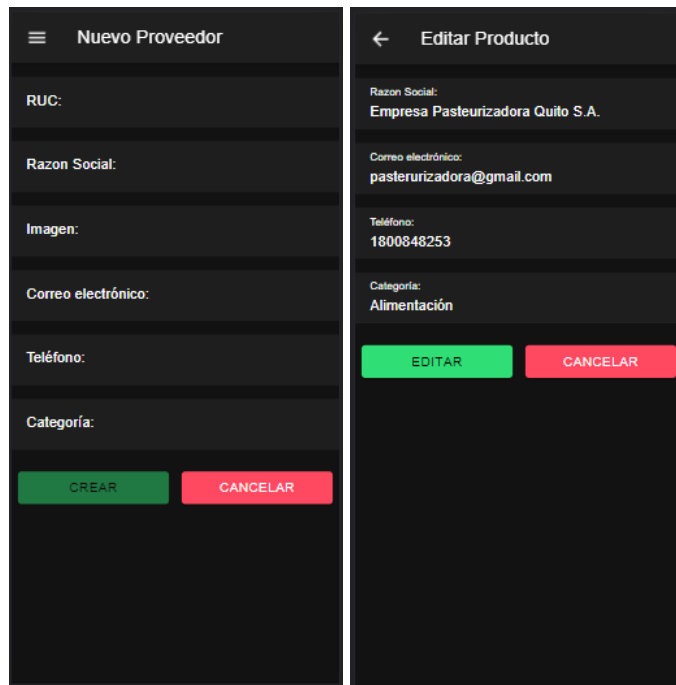 Nuevo Proveedor
RUC:
Razon Social:
Imagen:
Correo electrónico:
Teléfono:
Categoría:
CREAR
CANCELAR
Editar Producto
Razon Social:
Empresa Pasteurizadora Quito S.A.
Correo electrónico:
pasterurizadora@gmail.com
Teléfono:
1800848253
Categoría:
Alimentación
EDITAR
CANCELAR